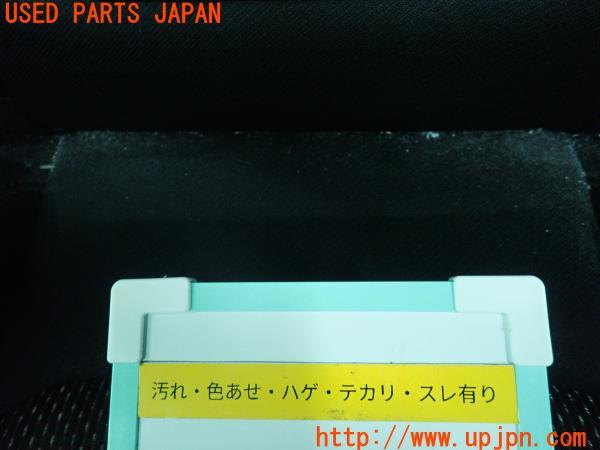 USED PARTS JAPAN
汚れ・色あせ・ハゲ・テカリ・スレ有り
http://www.upjpn.com